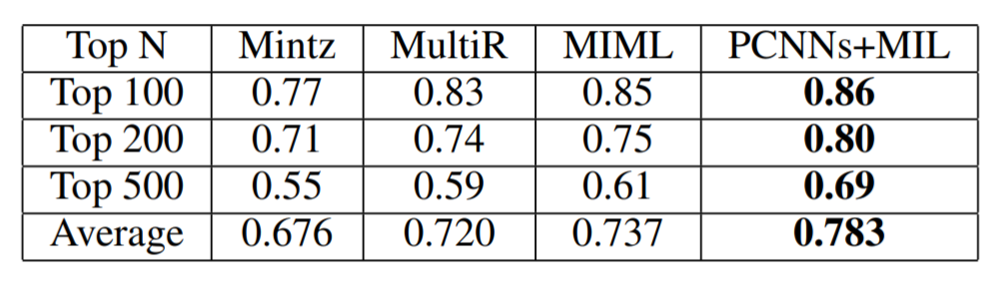 Top N Mintz MultiR MIML PCNNs+MIL
Top 100 0.77 0.83 0.85 0.86
Top 200 0.71 0.74 0.75 0.80
Top 500 0.55 0.59 0.61 0.69
Average 0.676 0.720 0.737 0.783